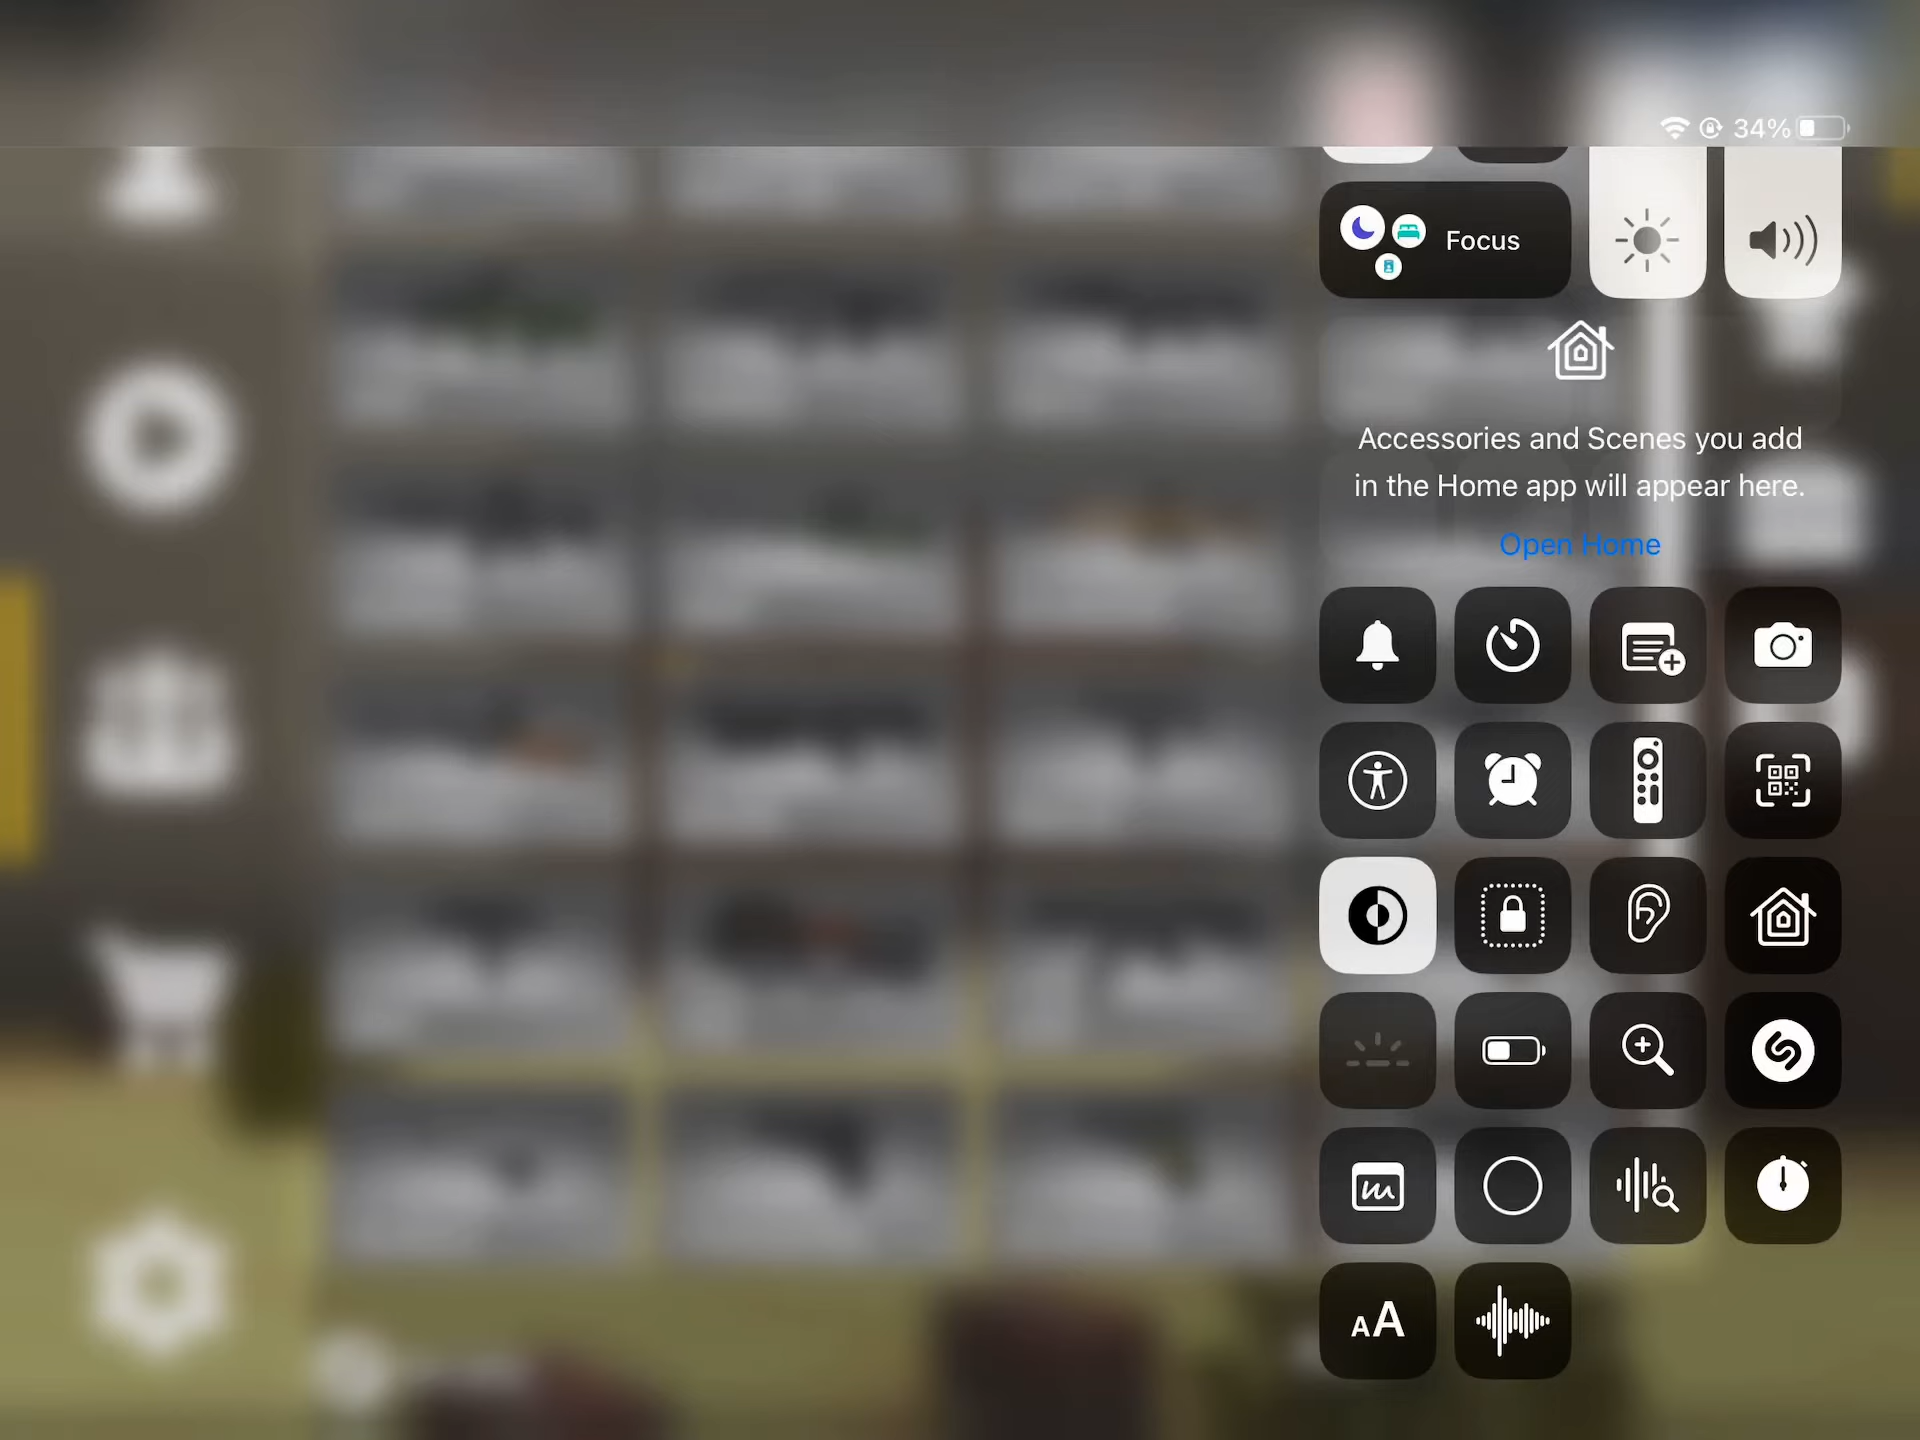 34%
Focus
Accessories and Scenes you add
in the Home app will appear here.
Open Home
AA